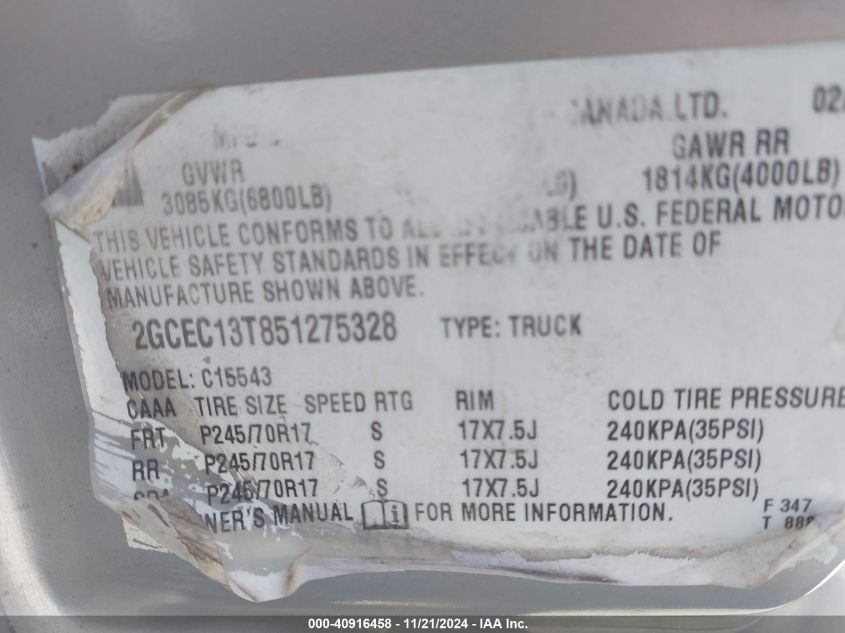 CANADA LTD. 02
GVWR GAWR RR
3085KG(6800LB) 1814KG(4000LB)
THIS VEHICLE CONFORMS TO U.S. FEDERAL MOTO
VEHICLE SAFETY STANDARDS IN EFFECT ON THE DATE OF
MANUFACTURE SHOWN ABOVE.
2GCEC13T851275328 TYPE: TRUCK
MODEL: C15543
CAAA TIRE SIZE SPEED RTG RIM COLD TIRE PRESSURE
FRT P245/70R17 S 17X7.5J 240KPA(35PSI)
RR P245/70R17 S 17X7.5J 240KPA(35PSI)
P245/70R17 S 17X7.5J 240KPA(35PSI)
NER'S MANUAL FOR MORE INFORMATION.
F 347
T 888
000-40916458 - 11/21/2024 - IAA Inc.